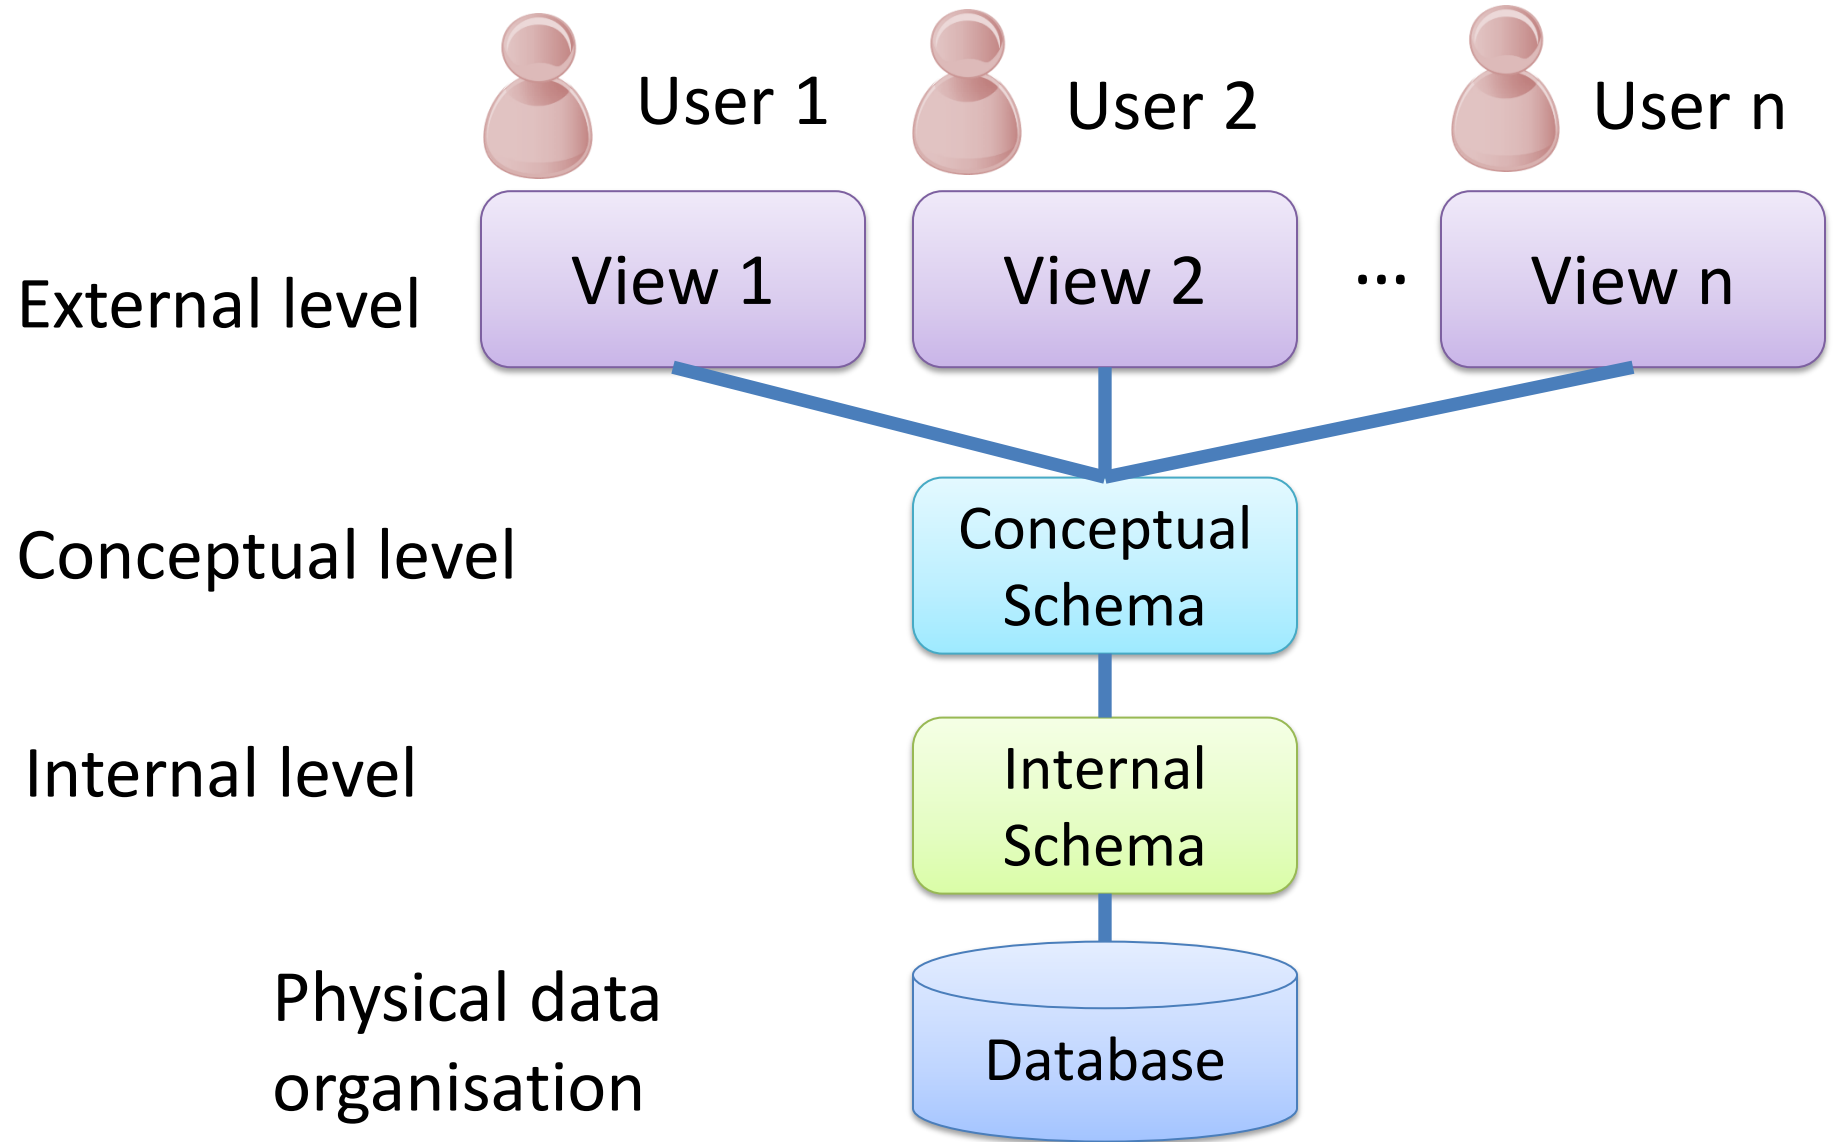 User 1
User 2
User n
External level
View 1
View 2
...
View n
Conceptual level
Conceptual
Schema
Internal level
Internal
Schema
Physical data
organisation
Database